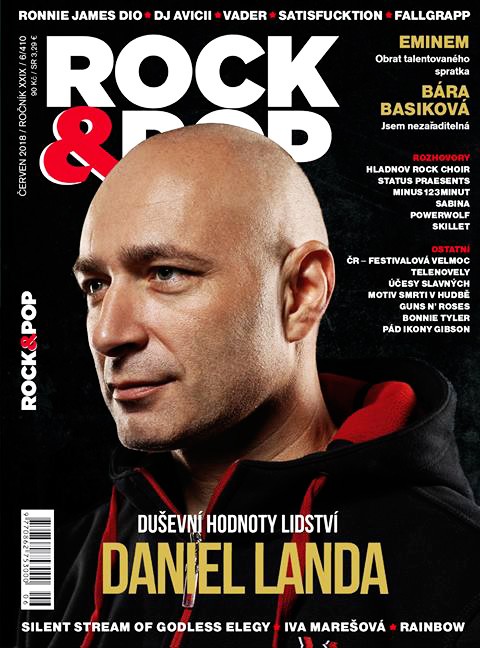 RONNIE JAMES DIO ★ DJ AVICII ★ VADER ★ SATISFUCKTION ★ FALLGRAPP
ROCK
&POP
ČERVEN 2018 / ROČNÍK XXIX / 6/410
90 Kč / SR 3,29 €
EMINEM
Obrat talentovaného
spratka
BÁRA
BASIKOVÁ
Jsem nezařaditelná
ROZHOVORY
HLADNOV ROCK CHOIR
STATUS PRAESENTS
MINUS123MINUT
SABINA
POWERWOLF
SKILLET
OSTATNÍ
ČR – FESTIVALOVÁ VELMOC
TELENOVELY
ÚČESY SLAVNÝCH
MOTIV SMRTI V HUDBĚ
GUNS N' ROSES
BONNIE TYLER
PÁD IKONY GIBSON
ROCK&POP
DUŠEVNÍ HODNOTY LIDSTVÍ
DANIEL LANDA
9770862753000
06
SILENT STREAM OF GODLESS ELEGY ★ IVA MAREŠOVÁ ★ RAINBOW